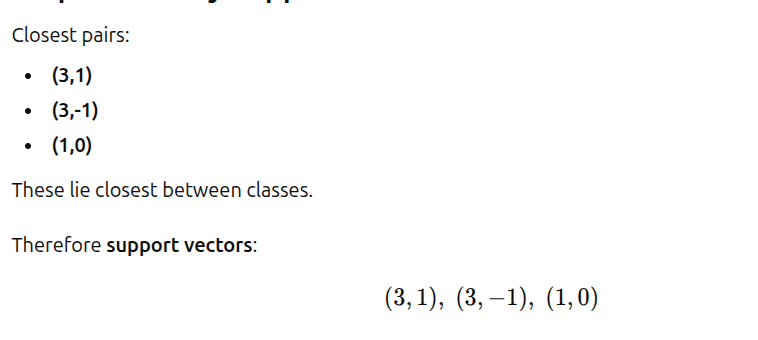 Closest pairs:
• (3,1)
• (3,-1)
• (1,0)
These lie closest between classes.
Therefore support vectors:
(3, 1), (3, −1), (1, 0)